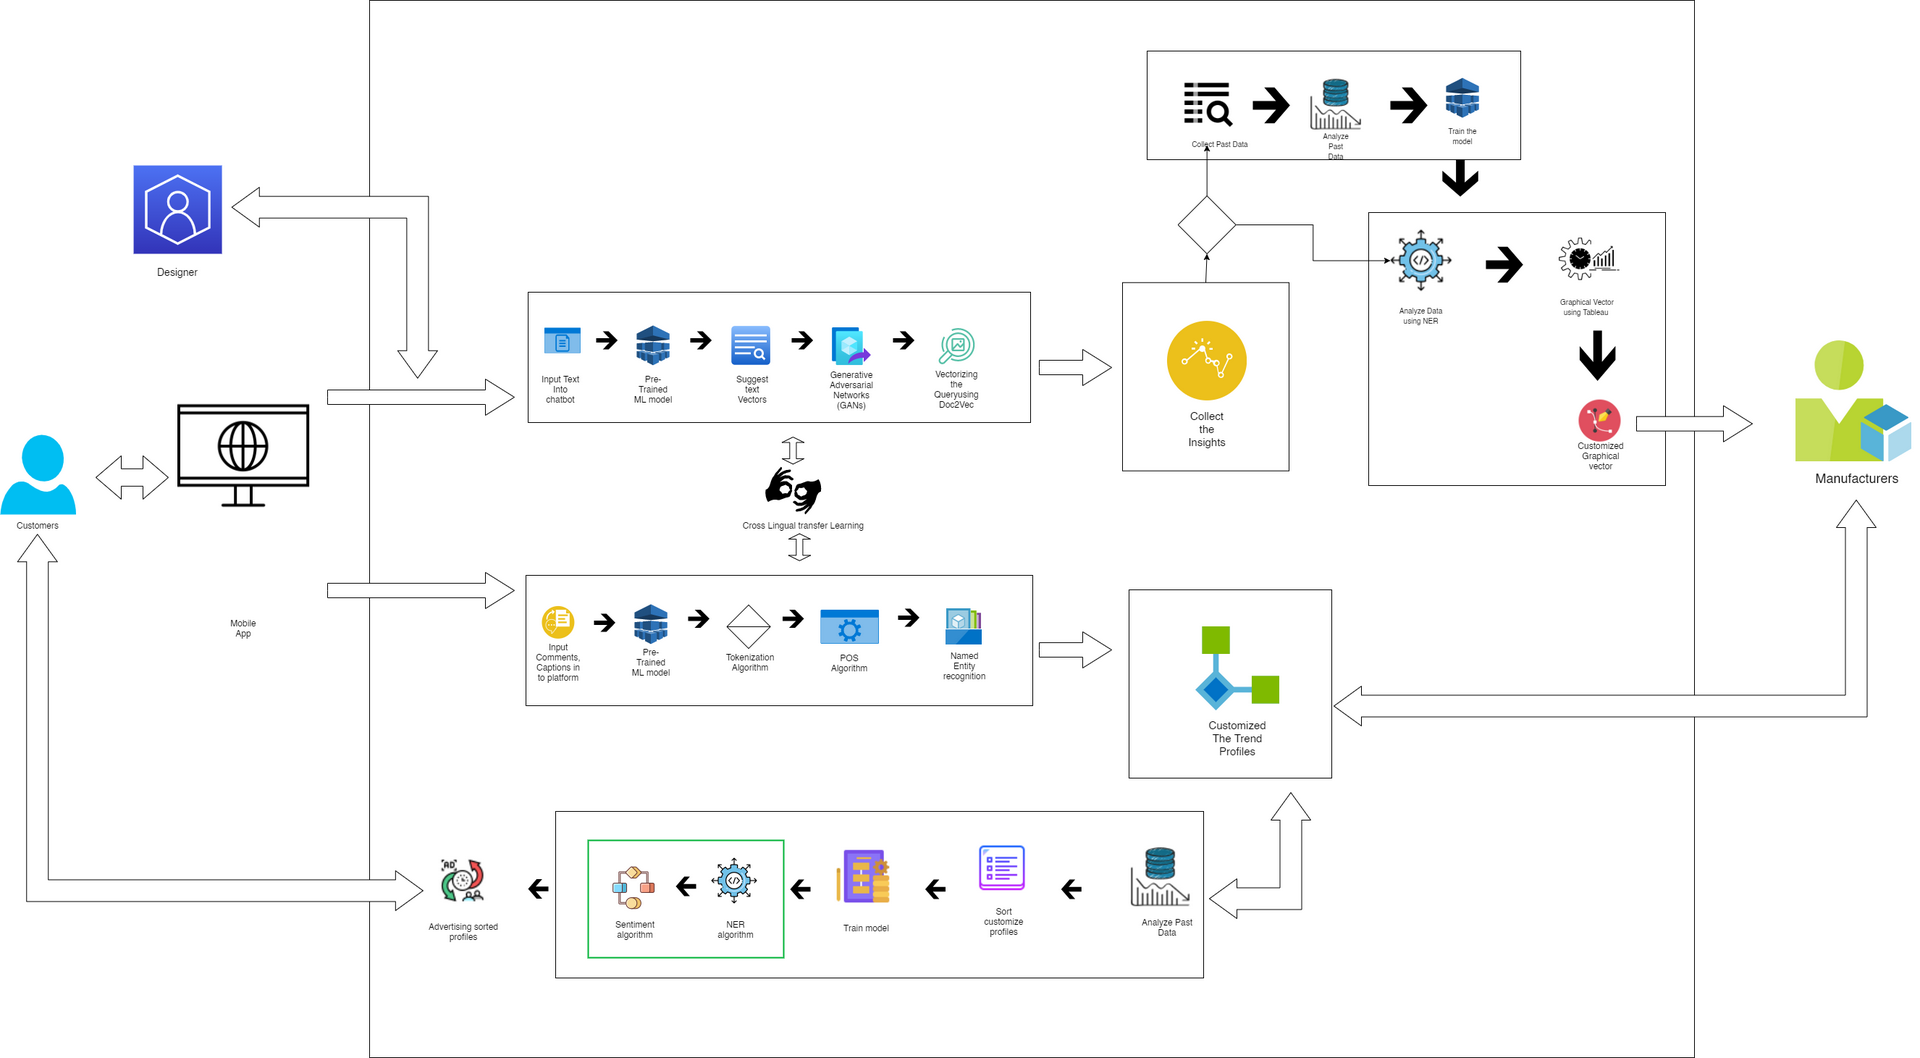 Collect Past Data
Analyze
Past
Data
Train the
model
Designer
Analyze Data
using NER
Graphical Vector
using Tableau
Customized
Graphical
vector
Input Text
Into
chatbot
Pre-
Trained
ML model
Suggest
text
Vectors
Generative
Adversarial
Networks
(GANs)
Vectorizing
the
Queryusing
Doc2Vec
Collect
the
Insights
Manufacturers
Customers
Cross Lingual transfer Learning
Mobile
App
Input
Comments,
Captions in
to platform
Pre-
Trained
ML model
Tokenization
Algorithm
POS
Algorithm
Named
Entity
recognition
Customized
The Trend
Profiles
AD
Advertising sorted
profiles
Sentiment
algorithm
NER
algorithm
Train model
Sort
customize
profiles
Analyze Past
Data